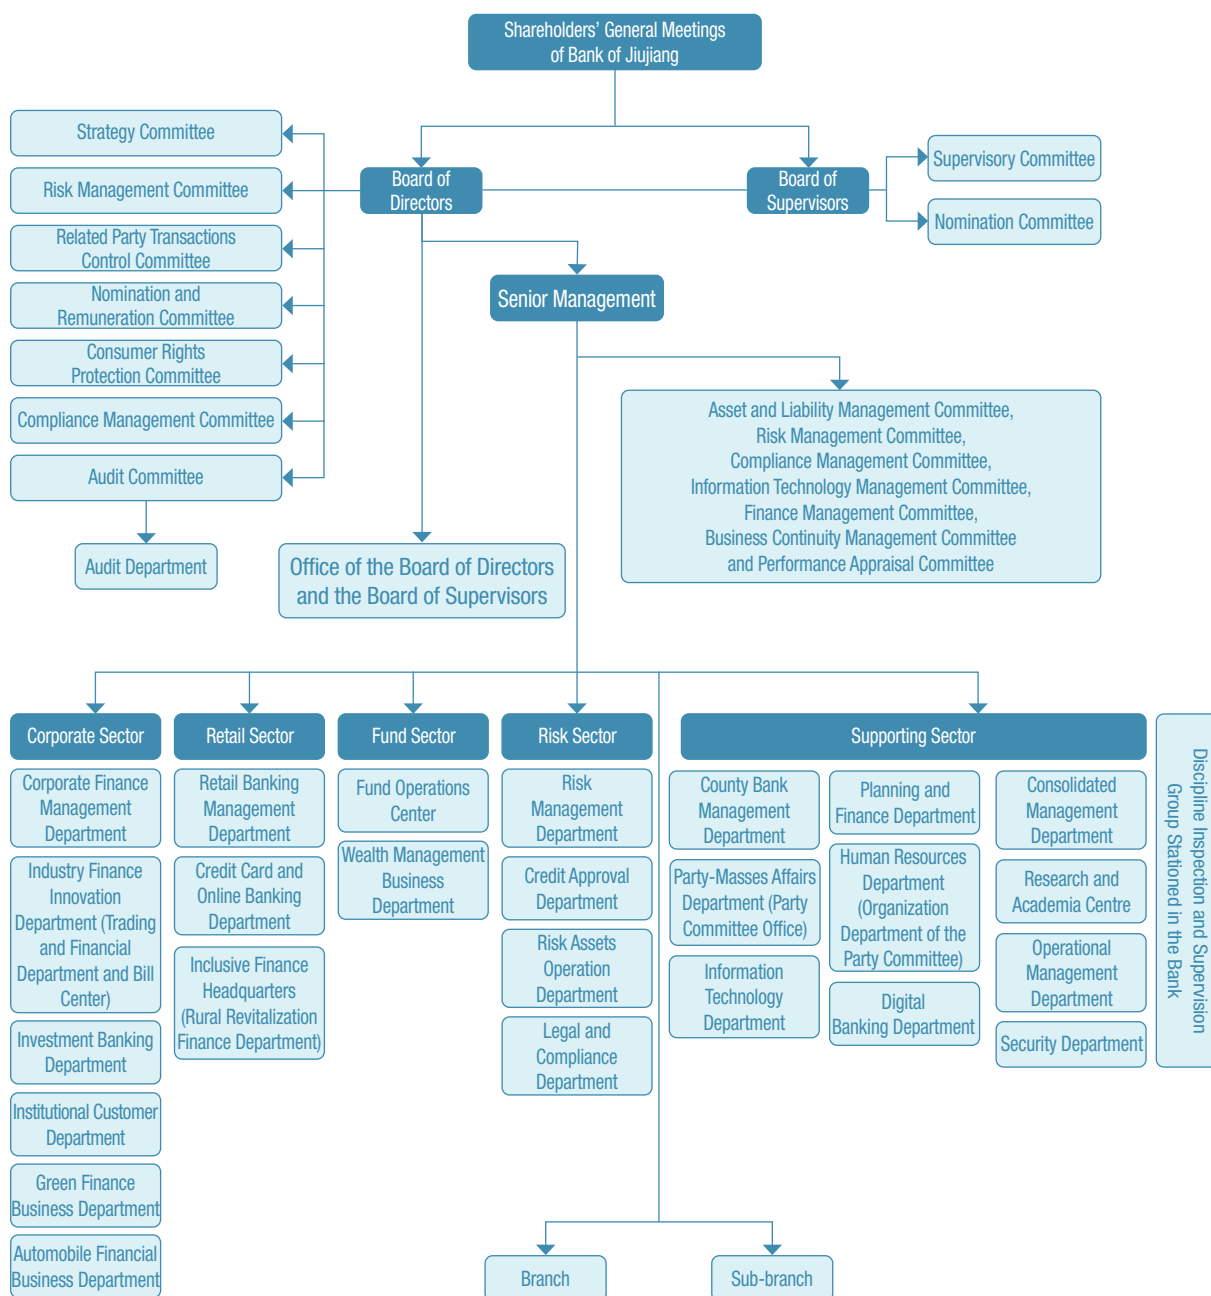 Shareholders’ General Meetings
of Bank of Jiujiang
Strategy Committee
Risk Management Committee
Related Party Transactions
Control Committee
Nomination and
Remuneration Committee
Consumer Rights
Protection Committee
Compliance Management Committee
Audit Committee
Audit Department
Board of
Directors
Board of
Supervisors
Supervisory Committee
Nomination Committee
Senior Management
Asset and Liability Management Committee,
Risk Management Committee,
Compliance Management Committee,
Information Technology Management Committee,
Finance Management Committee,
Business Continuity Management Committee
and Performance Appraisal Committee
Office of the Board of Directors
and the Board of Supervisors
Corporate Sector
Corporate Finance
Management
Department
Industry Finance
Innovation
Department (Trading
and Financial
Department and Bill
Center)
Investment Banking
Department
Institutional Customer
Department
Green Finance
Business Department
Automobile Financial
Business Department
Retail Sector
Retail Banking
Management
Department
Credit Card and
Online Banking
Department
Inclusive Finance
Headquarters
(Rural Revitalization
Finance Department)
Fund Sector
Fund Operations
Center
Wealth Management
Business
Department
Risk Sector
Risk
Management
Department
Credit Approval
Department
Risk Assets
Operation
Department
Legal and
Compliance
Department
Supporting Sector
County Bank
Management
Department
Party-Masses Affairs
Department (Party
Committee Office)
Information
Technology
Department
Planning and
Finance Department
Human Resources
Department
(Organization
Department of the
Party Committee)
Digital
Banking Department
Consolidated
Management
Department
Research and
Academia Centre
Operational
Management
Department
Security Department
Discipline Inspection and Supervision
Group Stationed in the Bank
Branch
Sub-branch